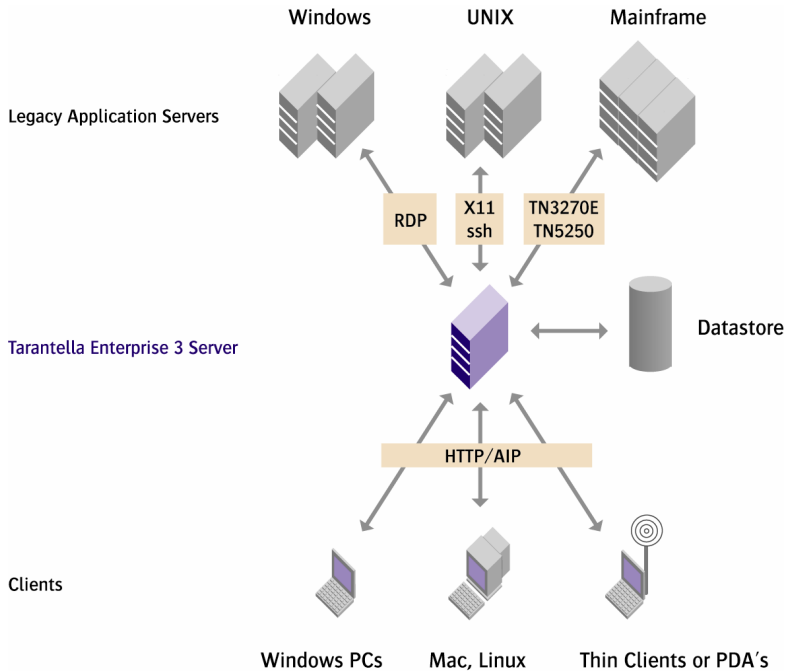 Windows
UNIX
Mainframe
Legacy Application Servers
RDP
X11
ssh
TN3270E
TN5250
Tarantella Enterprise 3 Server
Datastore
HTTP/AIP
Clients
Windows PCs
Mac, Linux
Thin Clients or PDA´s